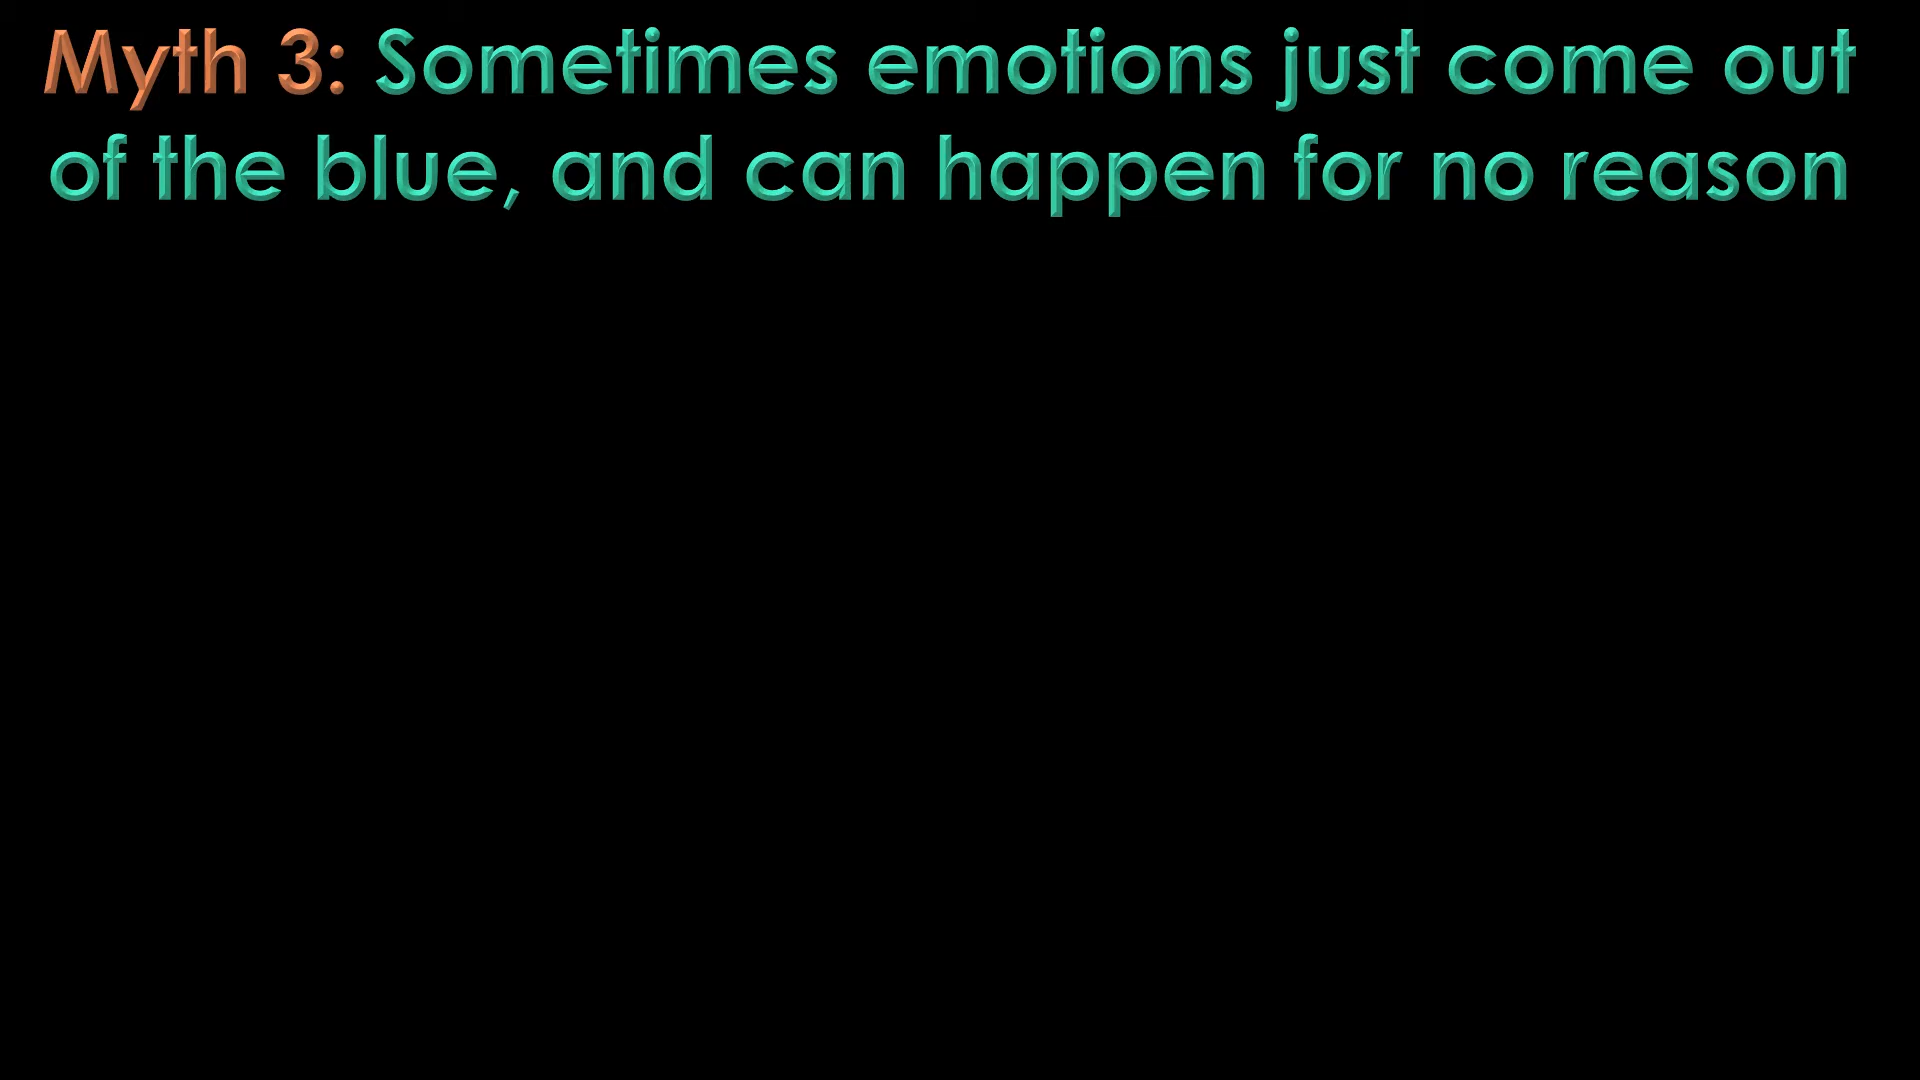 Myth 3: Sometimes emotions just come out
of the blue, and can happen for no reason